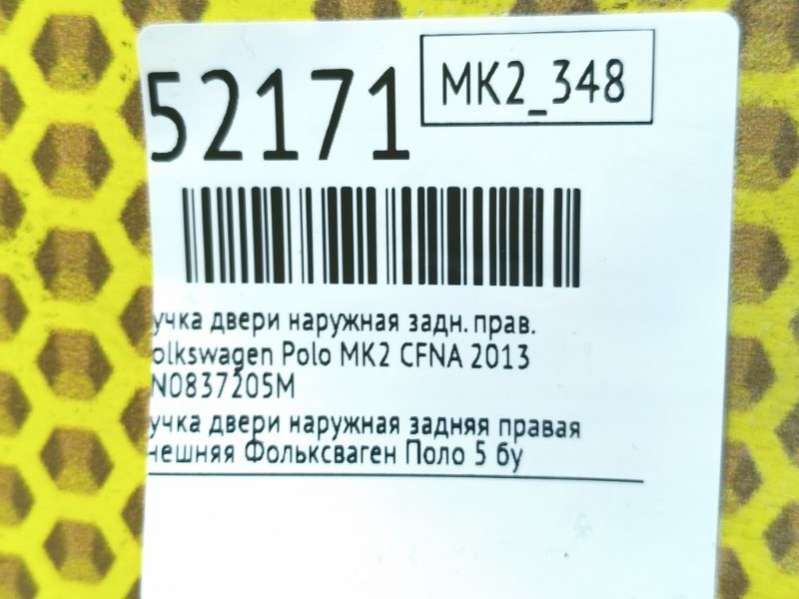 52171
MK2_348
учка двери наружная задн. прав.
olkswagen Polo MK2 CFNA 2013
N0837205M
учка двери наружная задняя правая
нешняя Фольксваген Поло 5 бу